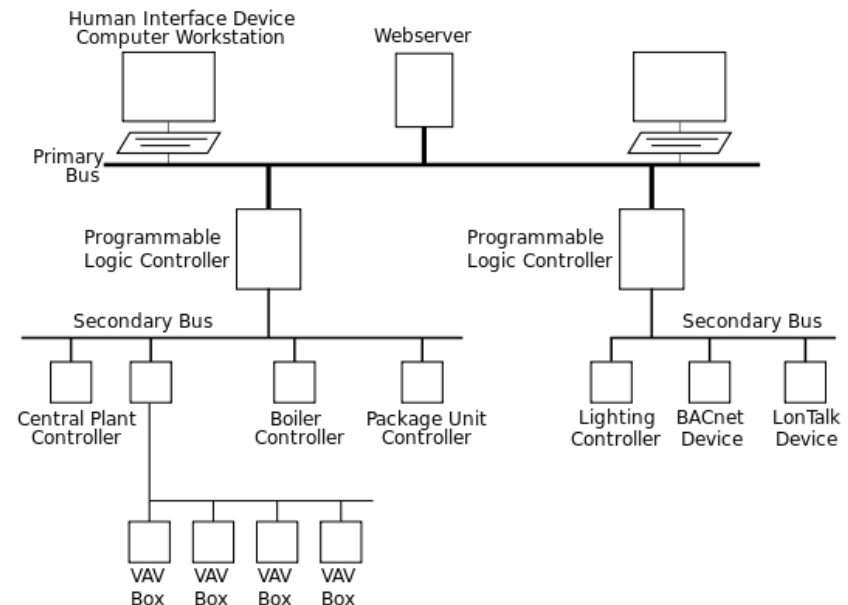 Human Interface Device
Computer Workstation
Webserver
Primary
Bus
Programmable
Logic Controller
Programmable
Logic Controller
Secondary Bus
Secondary Bus
Central Plant
Controller
Boiler
Controller
Package Unit
Controller
Lighting
Controller
BACnet
Device
LonTalk
Device
VAV
Box
VAV
Box
VAV
Box
VAV
Box